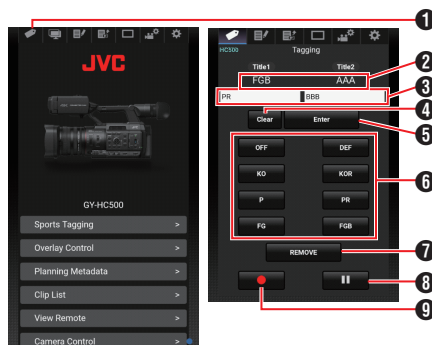 JVC
GY-HC500
Sports Tagging >
Overlay Control >
Planning Metadata >
Clip List >
View Remote >
Camera Control >
HC500 Tagging
Title1 Title2
FGB AAA
PR BBB
Clear Enter
OFF DEF
KO KOR
P PR
FG FGB
REMOVE
1
2
3
4
5
6
7
8
9